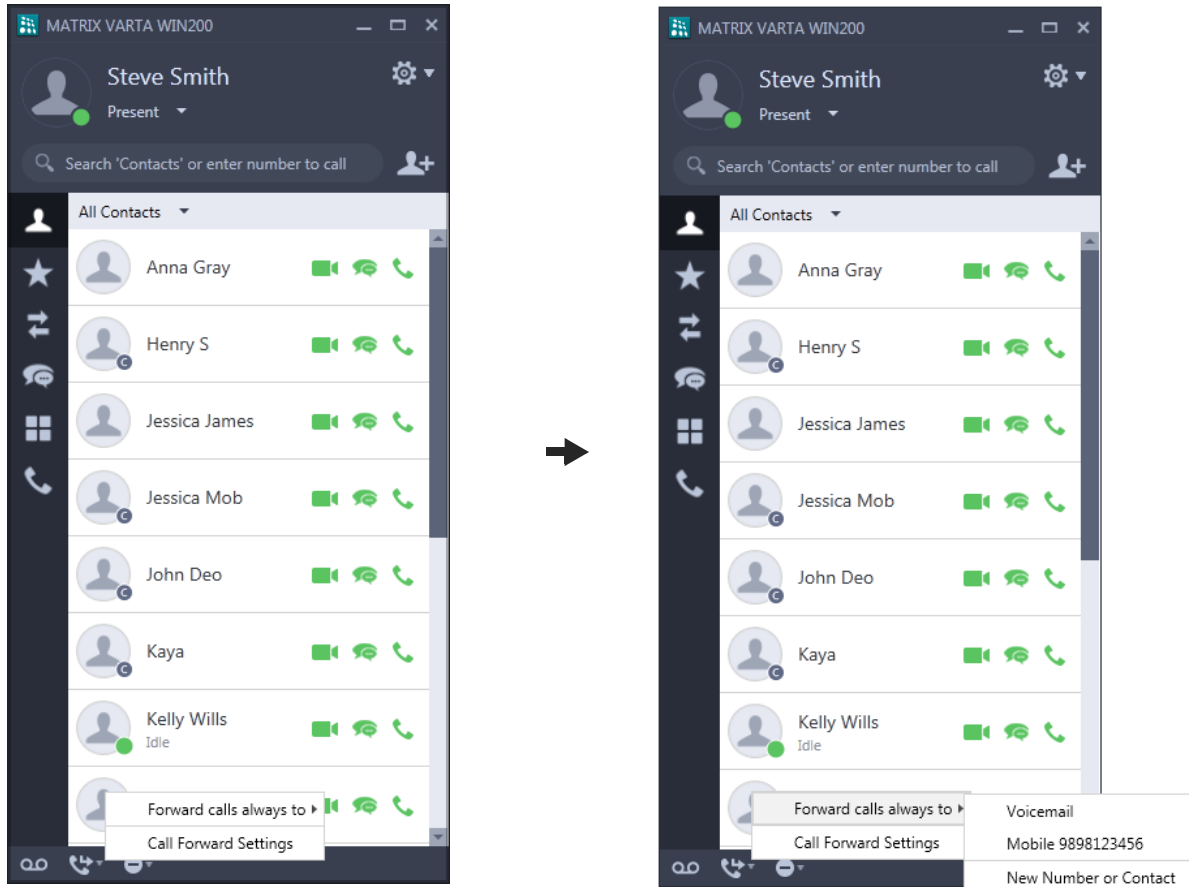 MATRIX VARTA WIN200
Steve Smith
Present
Search 'Contacts' or enter number to call
All Contacts
Anna Gray
Henry S
C
Jessica James
Jessica Mob
C
John Deo
C
Kaya
C
Kelly Wills
Idle
Forward calls always to
Call Forward Settings
MATRIX VARTA WIN200
Steve Smith
Present
Search 'Contacts' or enter number to call
All Contacts
Anna Gray
Henry S
C
Jessica James
Jessica Mob
C
John Deo
C
Kaya
C
Kelly Wills
Idle
Forward calls always to
Call Forward Settings
Voicemail
Mobile 9898123456
New Number or Contact